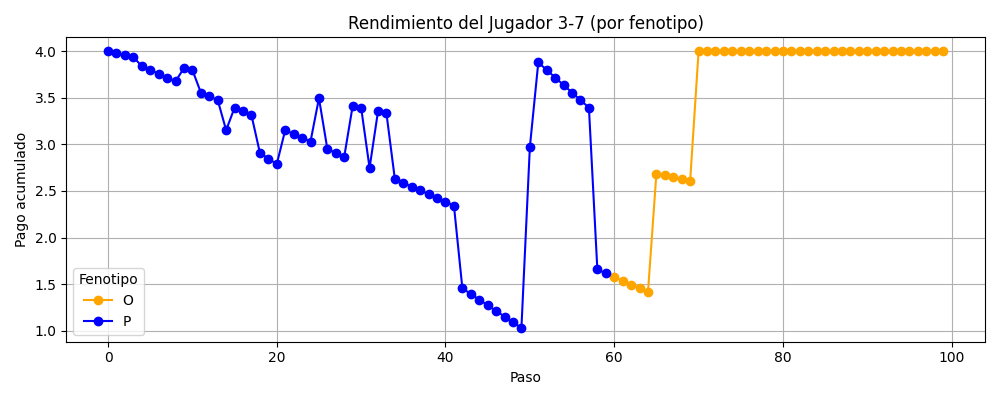 Rendimiento del Jugador 3-7 (por fenotipo)
Pago acumulado
4.0
3.5
3.0
2.5
2.0
1.5
1.0
Fenotipo
O
P
0 20 40 60 80 100
Paso